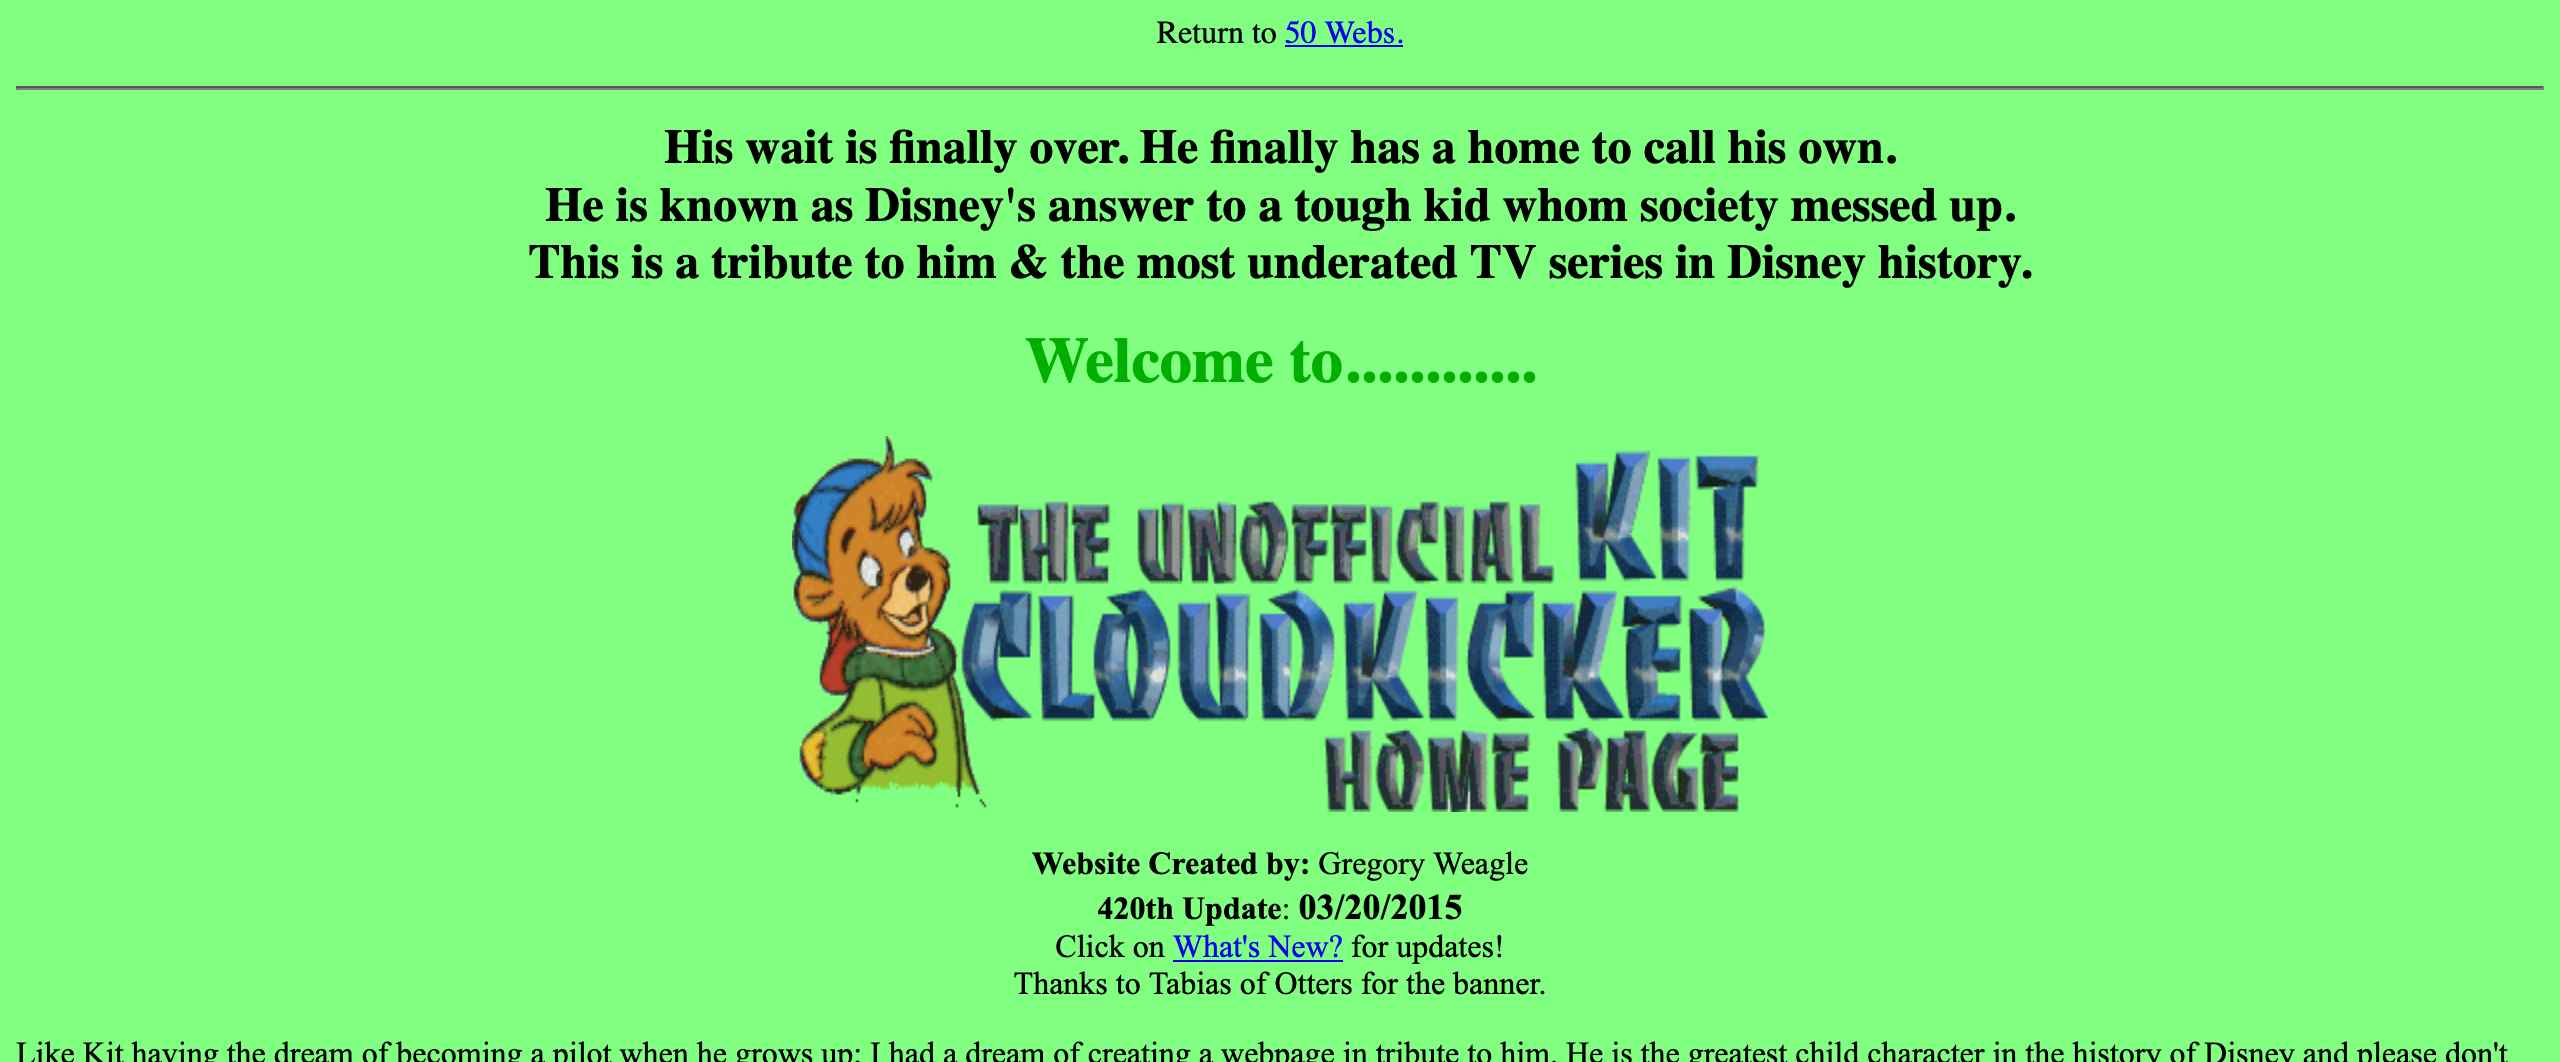 Return to 50 Webs.
His wait is finally over. He finally has a home to call his own.
He is known as Disney's answer to a tough kid whom society messed up.
This is a tribute to him & the most underated TV series in Disney history.
Welcome to............
THE UNOFFICIAL KIT
CLOUDKICKER
HOME PAGE
Website Created by: Gregory Weagle
420th Update: 03/20/2015
Click on What's New? for updates!
Thanks to Tabias of Otters for the banner.
Like Kit having the dream of becoming a pilot when he grows up; I had a dream of creating a webpage in tribute to him. He is the greatest child character in the history of Disney and please don't